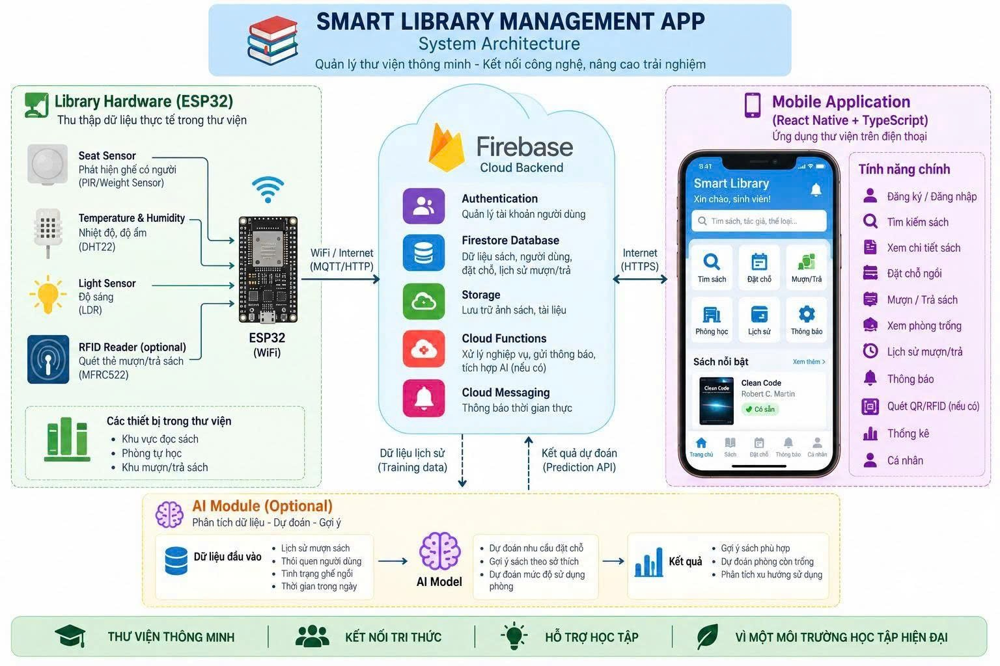 SMART LIBRARY MANAGEMENT APP
System Architecture
Quản lý thư viện thông minh - Kết nối công nghệ, nâng cao trải nghiệm
Library Hardware (ESP32)
Thu thập dữ liệu thực tế trong thư viện
Seat Sensor
Phát hiện ghế có người
(PIR/Weight Sensor)
Temperature & Humidity
Nhiệt độ, độ ẩm
(DHT22)
Light Sensor
Độ sáng
(LDR)
RFID Reader (optional)
Quét thẻ mượn/trả sách
(MFRC522)
ESP32
(WiFi)
Các thiết bị trong thư viện
• Khu vực đọc sách
• Phòng tự học
• Khu mượn/trả sách
WiFi / Internet
(MQTT/HTTP)
Firebase
Cloud Backend
Authentication
Quản lý tài khoản người dùng
Firestore Database
Dữ liệu sách, người dùng,
đặt chỗ, lịch sử mượn/trả
Storage
Lưu trữ ảnh sách, tài liệu
Cloud Functions
Xử lý nghiệp vụ, gửi thông báo,
tích hợp AI (nếu có)
Cloud Messaging
Thông báo thời gian thực
Internet
(HTTPS)
Mobile Application
(React Native + TypeScript)
Ứng dụng thư viện trên điện thoại
9:41
Smart Library
Xin chào, sinh viên!
Tìm sách, tác giả, thể loại...
Tìm sách
Đặt chỗ
Mượn/Trả
Phòng học
Lịch sử
Thông báo
Sách nổi bật
Xem thêm >
Clean Code
Clean Code
Robert C. Martin
Có sẵn
Trang chủ
Sách
Đặt chỗ
Thông báo
Cá nhân
Tính năng chính
Đăng ký / Đăng nhập
Tìm kiếm sách
Xem chi tiết sách
Đặt chỗ ngồi
Mượn / Trả sách
Xem phòng trống
Lịch sử mượn/trả
Thông báo
Quét QR/RFID (nếu có)
Thống kê
Cá nhân
Dữ liệu lịch sử
(Training data)
Kết quả dự đoán
(Prediction API)
AI Module (Optional)
Phân tích dữ liệu - Dự đoán - Gợi ý
Dữ liệu đầu vào
• Lịch sử mượn sách
• Thói quen người dùng
• Tình trạng ghế ngồi
• Thời gian trong ngày
AI Model
• Dự đoán nhu cầu đặt chỗ
• Gợi ý sách theo sở thích
• Dự đoán mức độ sử dụng
phòng
Kết quả
• Gợi ý sách phù hợp
• Dự đoán phòng còn trống
• Phân tích xu hướng sử dụng
THƯ VIỆN THÔNG MINH
KẾT NỐI TRI THỨC
HỖ TRỢ HỌC TẬP
VÌ MỘT MÔI TRƯỜNG HỌC TẬP HIỆN ĐẠI